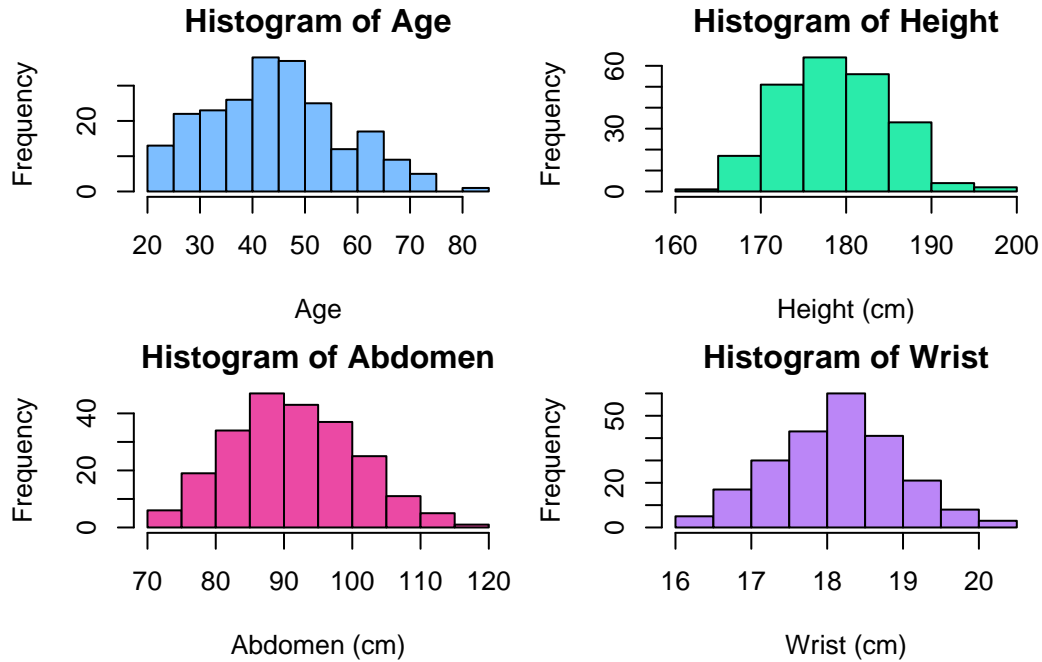 Histogram of Age
Frequency
0
20
20 30 40 50 60 70 80
Age
Histogram of Height
Frequency
0
30
60
160 170 180 190 200
Height (cm)
Histogram of Abdomen
Frequency
0
20
40
70 80 90 100 110 120
Abdomen (cm)
Histogram of Wrist
Frequency
0
20
50
16 17 18 19 20
Wrist (cm)